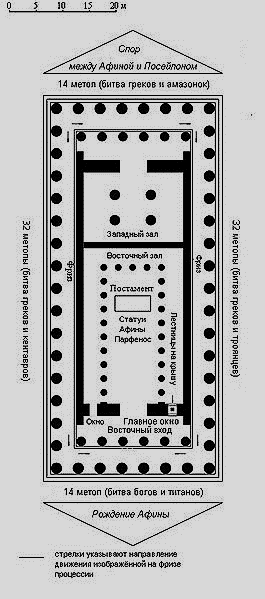 0 5 10 15 20 м
Спор
между Афиной и Посейдоном
14 метоп (битва греков и амазонок)
32 метопы (битва греков и кентавров)
32 метопы (битва греков и троянцев)
Западный зал
Восточный зал
Фриз
Фриз
Постамент
Статуи
Афины
Парфенос
Лестницы на крышу
Окно
Главное окно
Восточный вход
14 метоп (битва богов и титанов)
Рождение Афины
стрелки указывают направление
движения изображённой на фризе
процессии